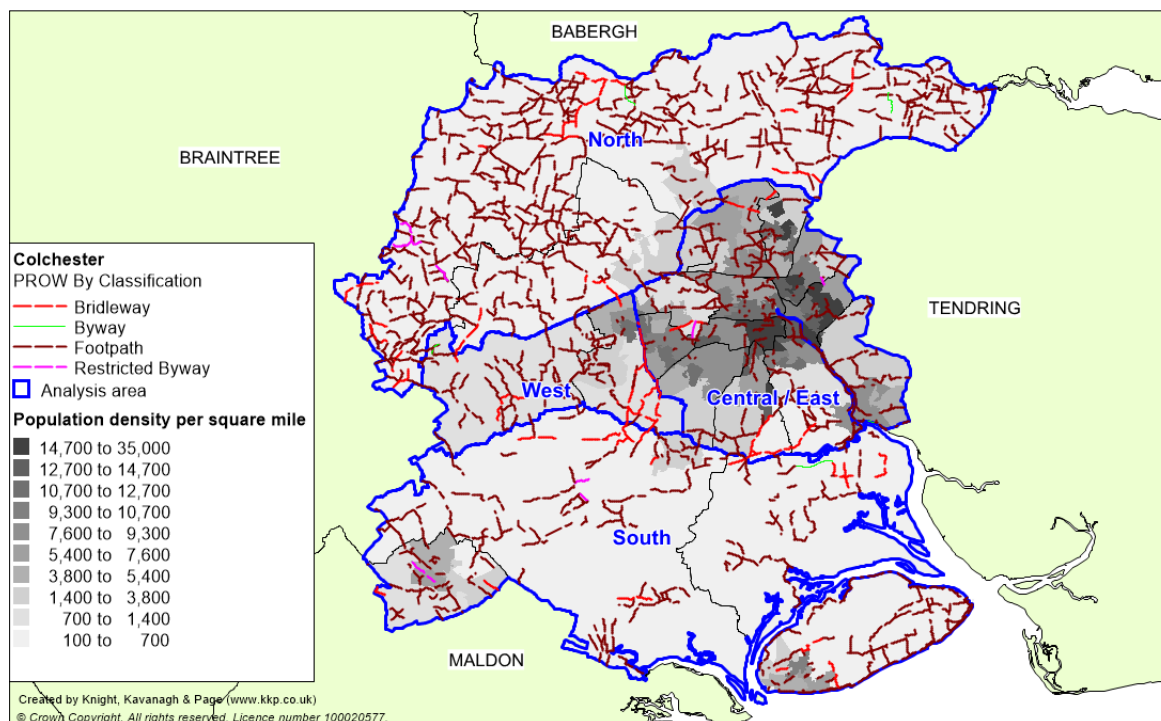 BABERGH
BRAINTREE
North
TENDRING
West
Central / East
South
MALDON
Colchester
PROW By Classification
Bridleway
Byway
Footpath
Restricted Byway
Analysis area
Population density per square mile
14,700 to 35,000
12,700 to 14,700
10,700 to 12,700
9,300 to 10,700
7,600 to 9,300
5,400 to 7,600
3,800 to 5,400
1,400 to 3,800
700 to 1,400
100 to 700
Created by Knight, Kavanagh & Page (www.kkp.co.uk)
© Crown Copyright. All rights reserved. Licence number 100020577.